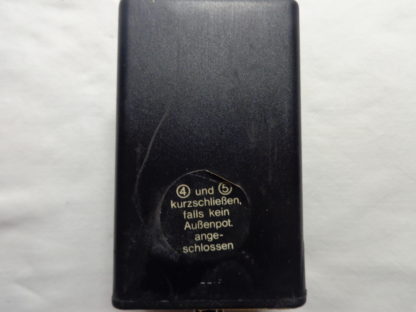 ④ und ⑤
kurzschließen,
falls kein
Außenpot.
ange-
schlossen